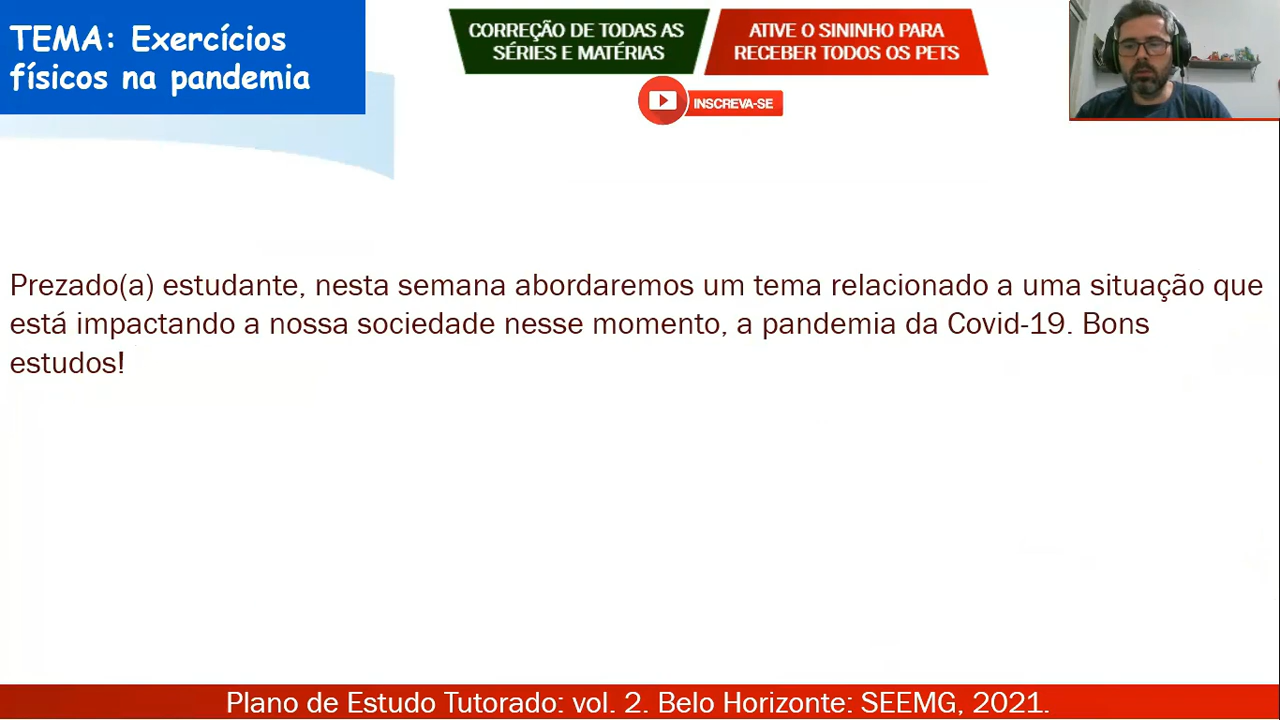 TEMA: Exercícios
físicos na pandemia
CORREÇÃO DE TODAS AS
SÉRIES E MATÉRIAS
ATIVE O SININHO PARA
RECEBER TODOS OS PETS
INSCREVA-SE
Prezado(a) estudante, nesta semana abordaremos um tema relacionado a uma situação que
está impactando a nossa sociedade nesse momento, a pandemia da Covid-19. Bons
estudos!
Plano de Estudo Tutorado: vol. 2. Belo Horizonte: SEEMG, 2021.